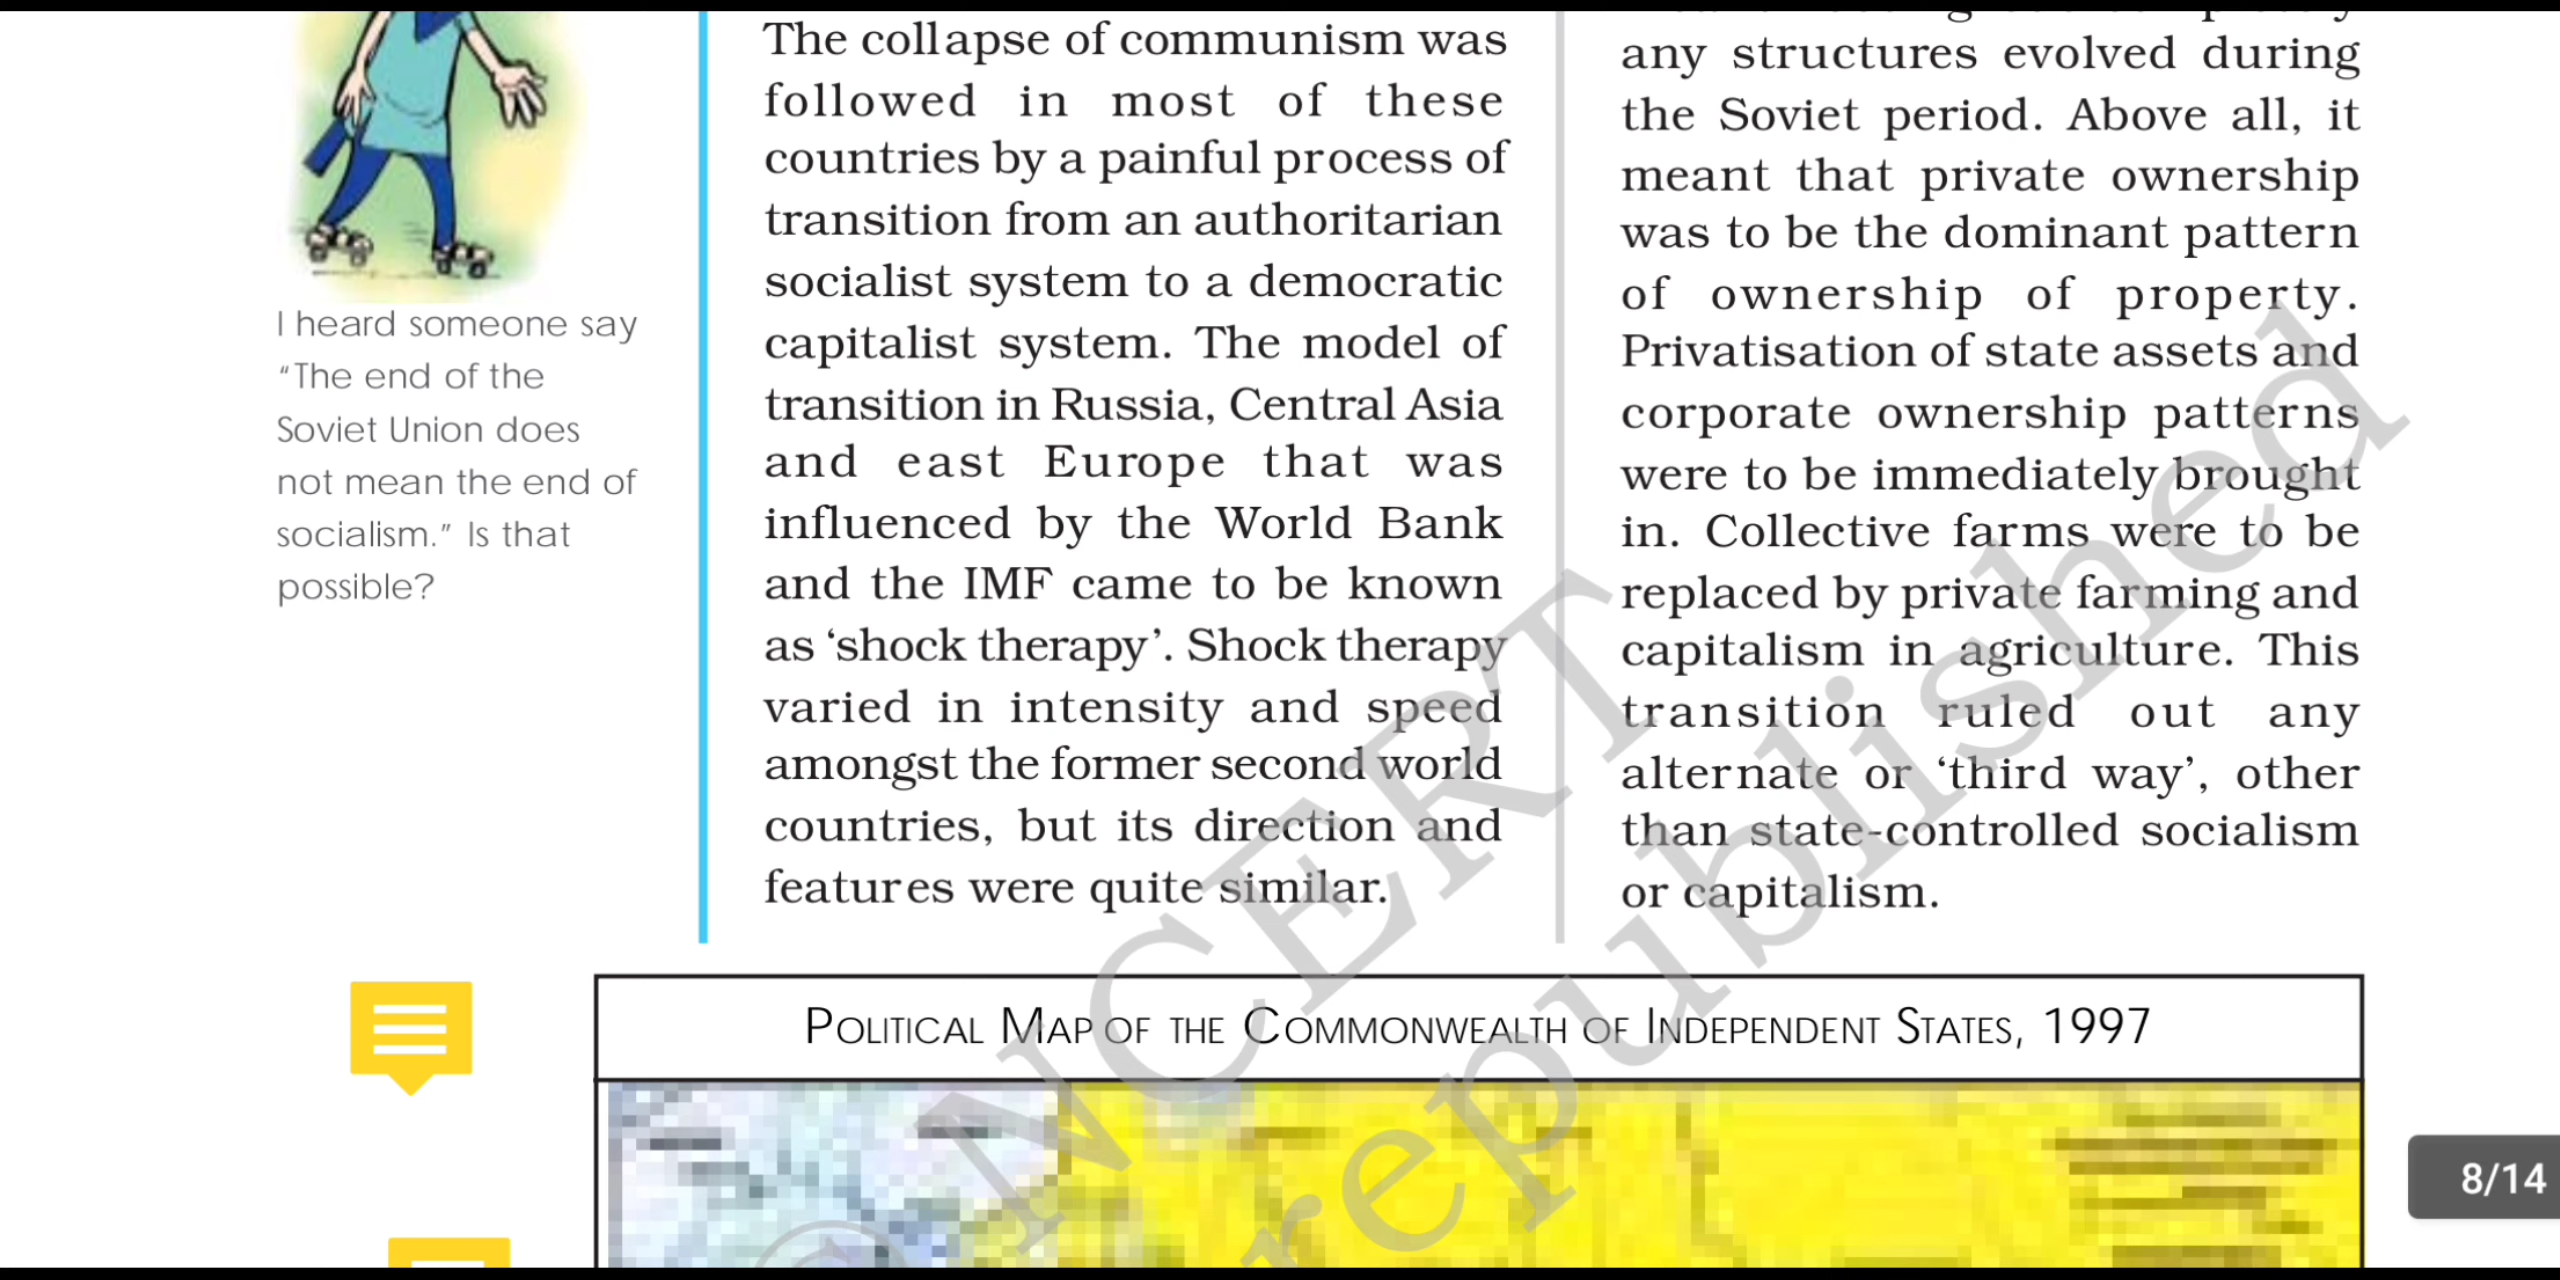 I heard someone say
“The end of the
Soviet Union does
not mean the end of
socialism.” Is that
possible?
The collapse of communism was
followed in most of these
countries by a painful process of
transition from an authoritarian
socialist system to a democratic
capitalist system. The model of
transition in Russia, Central Asia
and east Europe that was
influenced by the World Bank
and the IMF came to be known
as ‘shock therapy’. Shock therapy
varied in intensity and speed
amongst the former second world
countries, but its direction and
features were quite similar.
any structures evolved during
the Soviet period. Above all, it
meant that private ownership
was to be the dominant pattern
of ownership of property.
Privatisation of state assets and
corporate ownership patterns
were to be immediately brought
in. Collective farms were to be
replaced by private farming and
capitalism in agriculture. This
transition ruled out any
alternate or ‘third way’, other
than state-controlled socialism
or capitalism.
POLITICAL MAP OF THE COMMONWEALTH OF INDEPENDENT STATES, 1997
© NCERT
republished
8/14